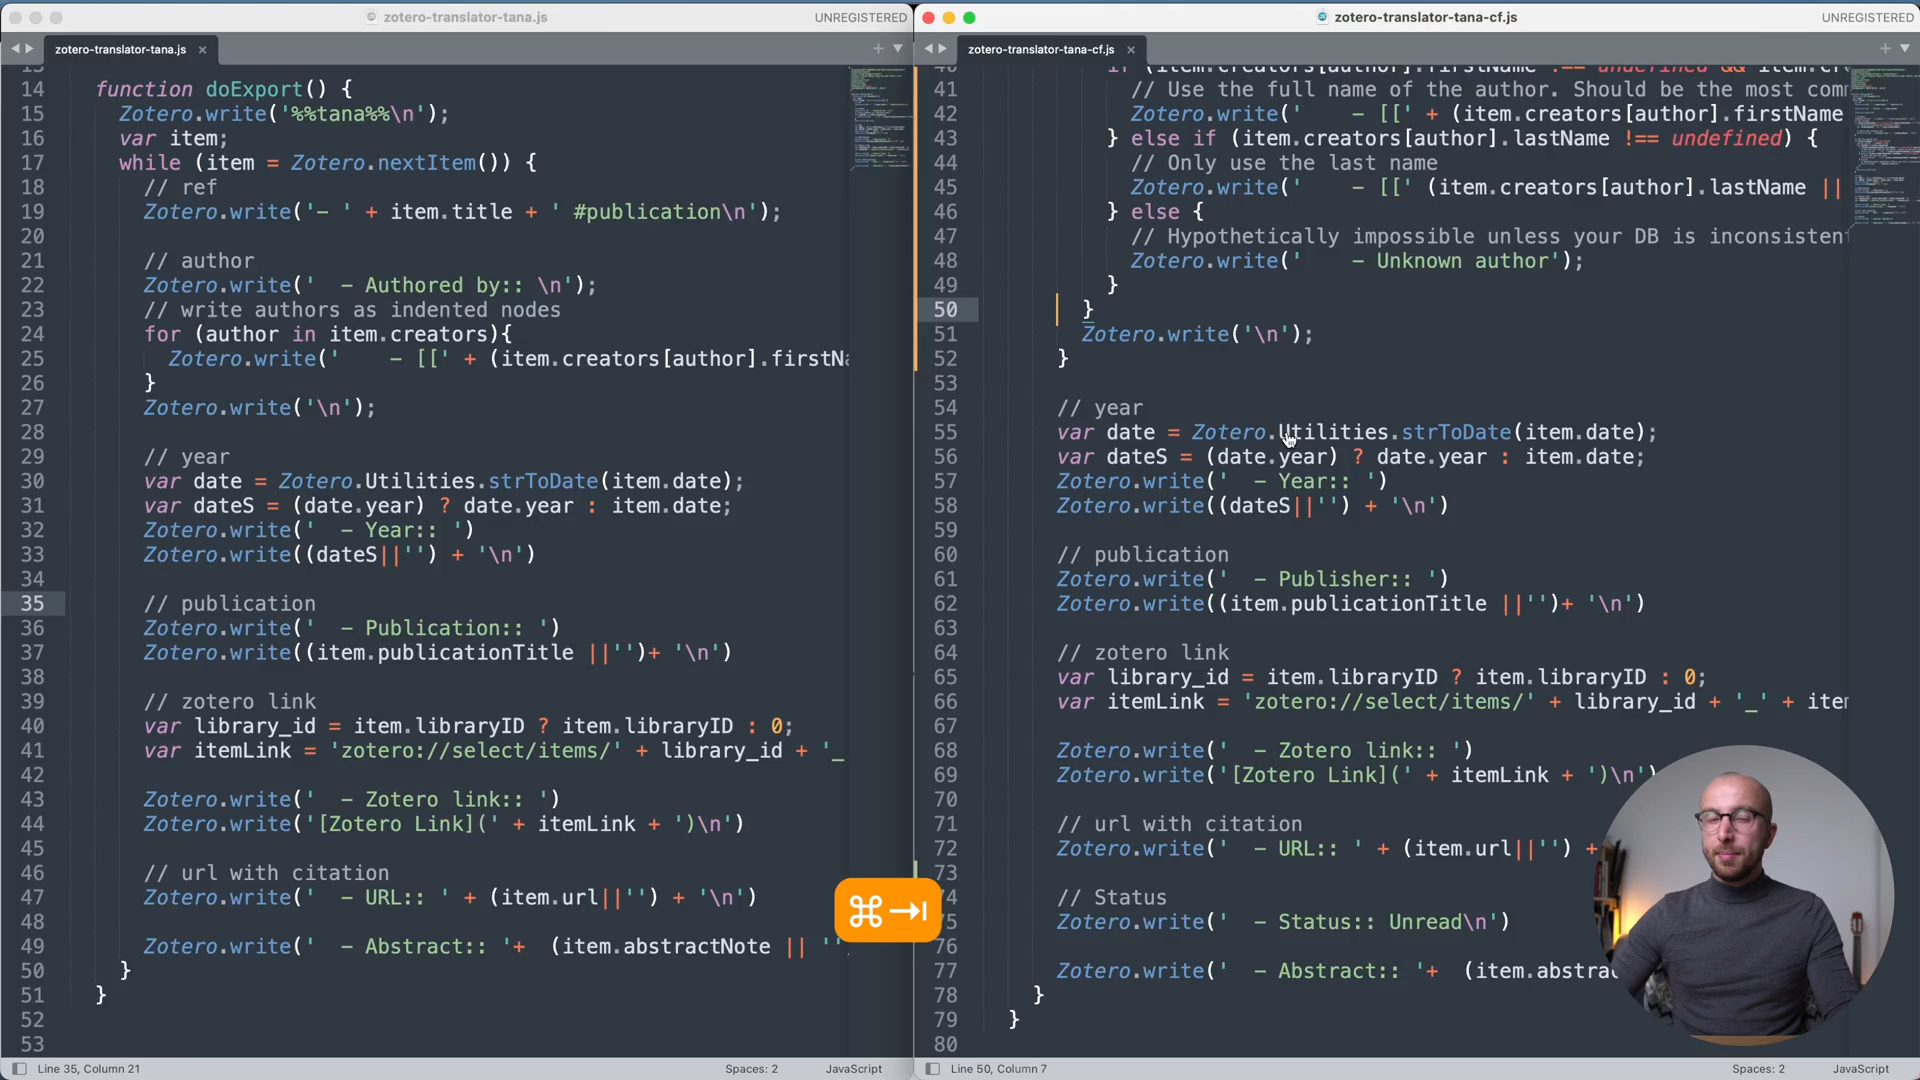 zotero-translator-tana.js
UNREGISTERED
zotero-translator-tana.js
14 function doExport() {
15 Zotero.write('%%tana%%\n');
16 var item;
17 while (item = Zotero.nextItem()) {
18 // ref
19 Zotero.write('- ' + item.title + ' #publication\n');
20
21 // author
22 Zotero.write('  - Authored by:: \n');
23 // write authors as indented nodes
24 for (author in item.creators){
25 Zotero.write('    - [[' + (item.creators[author].firstNa
26 }
27 Zotero.write('\n');
28
29 // year
30 var date = Zotero.Utilities.strToDate(item.date);
31 var dateS = (date.year) ? date.year : item.date;
32 Zotero.write('  - Year:: ')
33 Zotero.write((dateS||'') + '\n')
34
35 // publication
36 Zotero.write('  - Publication:: ')
37 Zotero.write((item.publicationTitle ||'')+ '\n')
38
39 // zotero link
40 var library_id = item.libraryID ? item.libraryID : 0;
41 var itemLink = 'zotero://select/items/' + library_id + '_
42
43 Zotero.write('  - Zotero link:: ')
44 Zotero.write('[Zotero Link](' + itemLink + ')\n')
45
46 // url with citation
47 Zotero.write('  - URL:: ' + (item.url||'') + '\n')
48
49 Zotero.write('  - Abstract:: '+  (item.abstractNote || ''
50 }
51 }
52
53
Line 35, Column 21
Spaces: 2
JavaScript
zotero-translator-tana-cf.js
UNREGISTERED
zotero-translator-tana-cf.js
41 // Use the full name of the author. Should be the most com
42 Zotero.write('    - [[' + (item.creators[author].firstName
43 } else if (item.creators[author].lastName !== undefined) {
44 // Only use the last name
45 Zotero.write('    - [[' (item.creators[author].lastName ||
46 } else {
47 // Hypothetically impossible unless your DB is inconsistent
48 Zotero.write('    - Unknown author');
49 }
50 }
51 Zotero.write('\n');
52 }
53
54 // year
55 var date = Zotero.Utilities.strToDate(item.date);
56 var dateS = (date.year) ? date.year : item.date;
57 Zotero.write('  - Year:: ')
58 Zotero.write((dateS||'') + '\n')
59
60 // publication
61 Zotero.write('  - Publisher:: ')
62 Zotero.write((item.publicationTitle ||'')+ '\n')
63
64 // zotero link
65 var library_id = item.libraryID ? item.libraryID : 0;
66 var itemLink = 'zotero://select/items/' + library_id + '_' + item
67
68 Zotero.write('  - Zotero link:: ')
69 Zotero.write('[Zotero Link](' + itemLink + ')\n')
70
71 // url with citation
72 Zotero.write('  - URL:: ' + (item.url||'') +
73
74 // Status
75 Zotero.write('  - Status:: Unread\n')
76
77 Zotero.write('  - Abstract:: '+  (item.abstrac
78 }
79 }
80
Line 50, Column 7
Spaces: 2
JavaScript